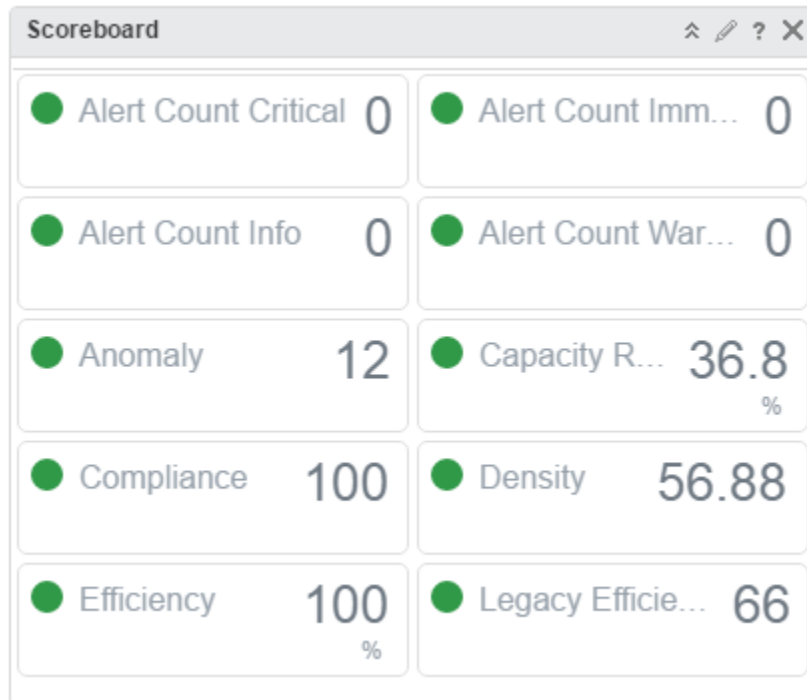 Scoreboard ?
Alert Count Critical 0
Alert Count Imm... 0
Alert Count Info 0
Alert Count War... 0
Anomaly 12
Capacity R... 36.8
%
Compliance 100
Density 56.88
Efficiency 100
%
Legacy Efficie... 66